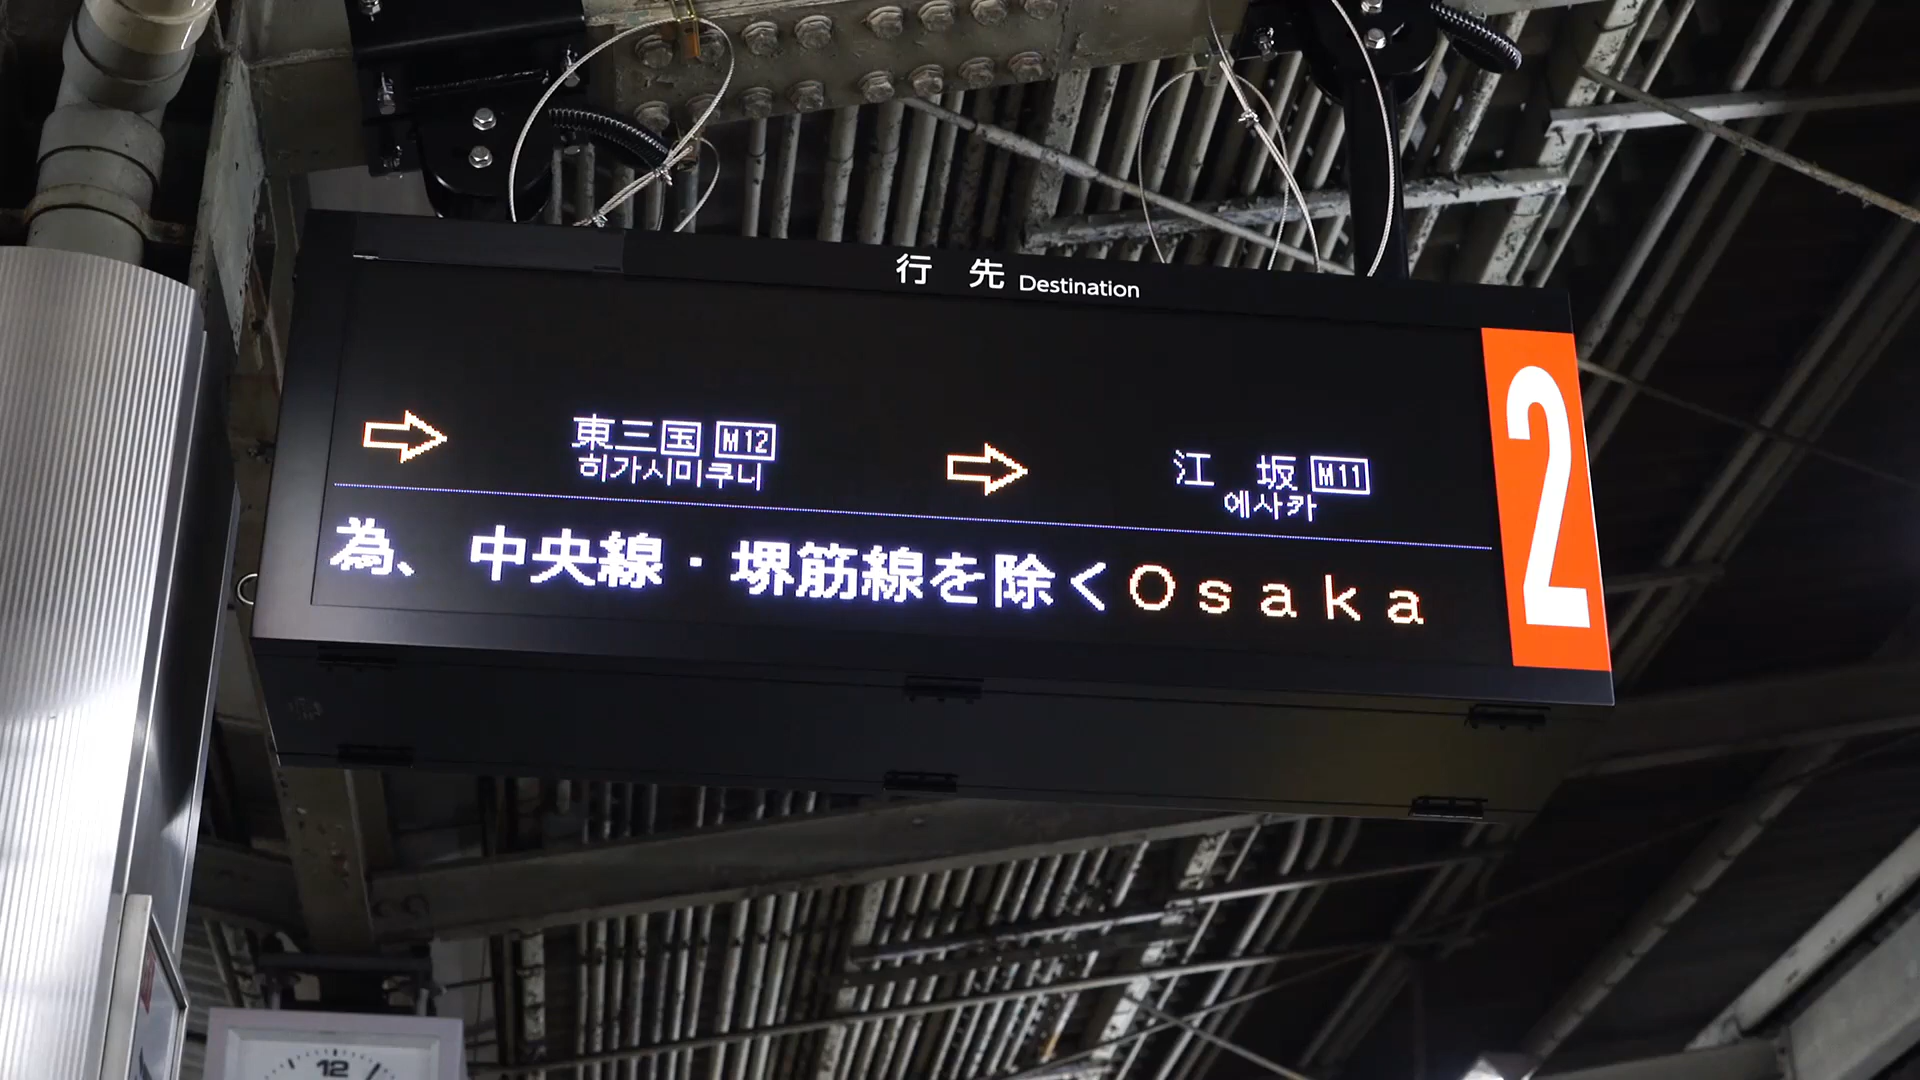 行 先 Destination
東三国 M12
히가시미쿠니
江 坂 M11
에사카
為、 中央線・堺筋線を除くOsaka
2
12